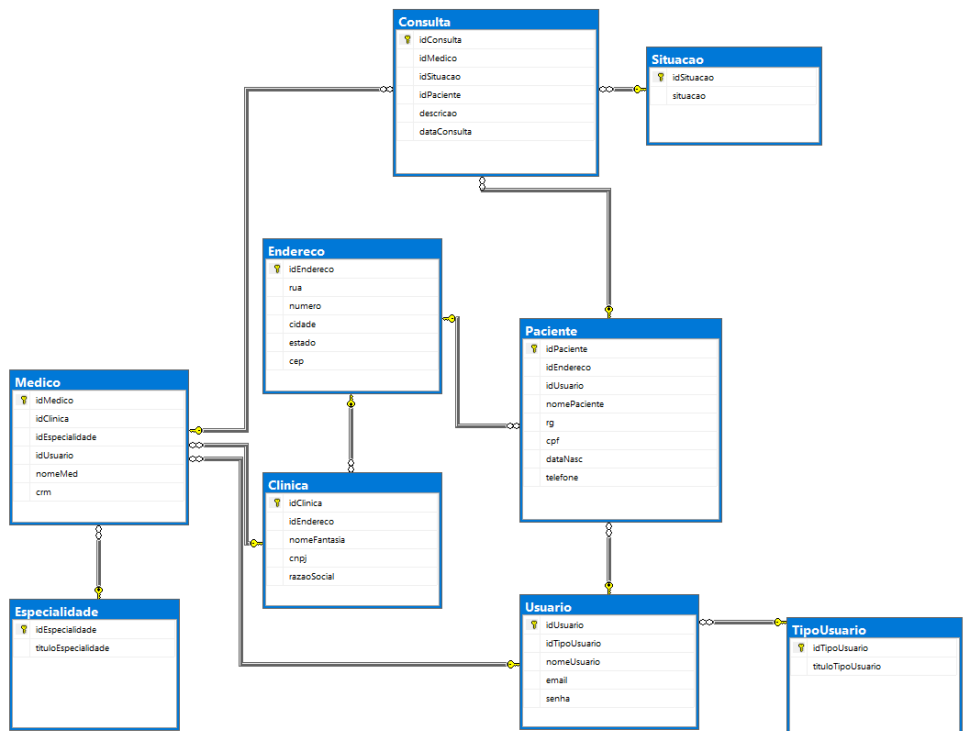 Consulta
idConsulta
idMedico
idSituacao
idPaciente
descricao
dataConsulta
Situacao
idSituacao
situacao
Endereco
idEndereco
rua
numero
cidade
estado
cep
Paciente
idPaciente
idEndereco
idUsuario
nomePaciente
rg
cpf
dataNasc
telefone
Medico
idMedico
idClinica
idEspecialidade
idUsuario
nomeMed
crm
Clinica
idClinica
idEndereco
nomeFantasia
cnpj
razaoSocial
Especialidade
idEspecialidade
tituloEspecialidade
Usuario
idUsuario
idTipoUsuario
nomeUsuario
email
senha
TipoUsuario
idTipoUsuario
tituloTipoUsuario